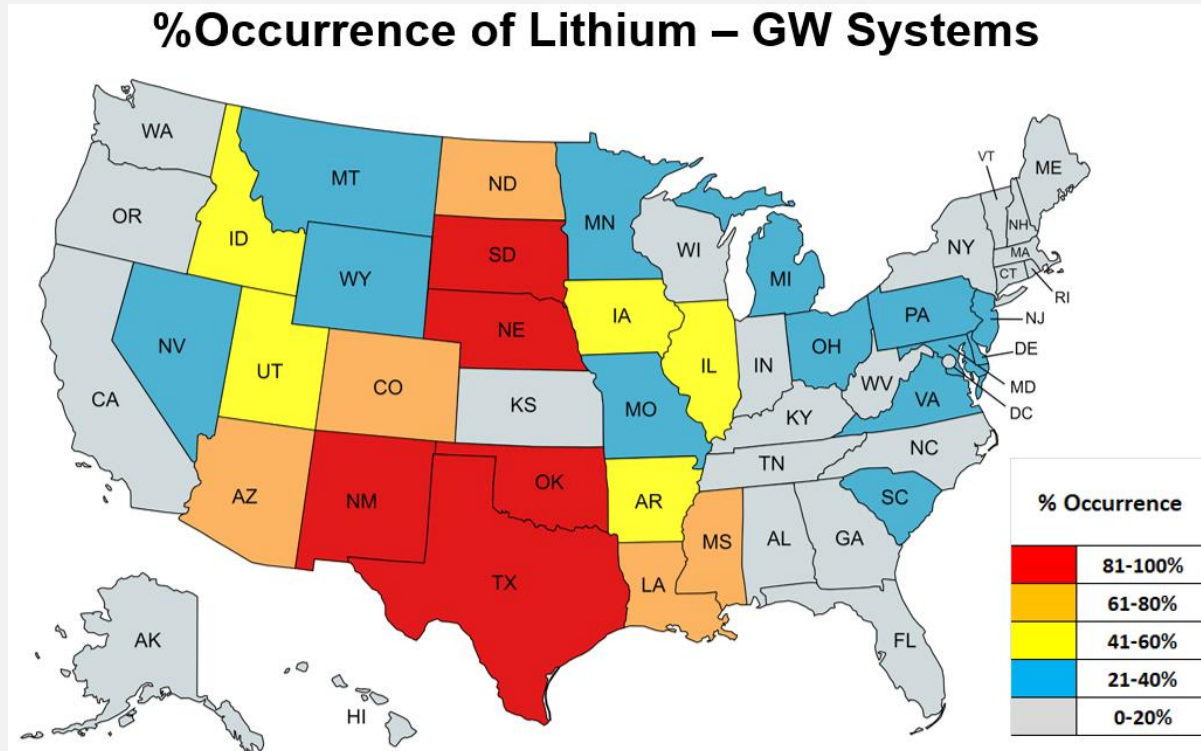 %Occurrence of Lithium – GW Systems
WA
MT
ND
MN
VT
ME
OR
ID
SD
WI
NY
NH
MA
CT
RI
WY
MI
NE
IA
PA
NJ
NV
UT
IL
IN
OH
DE
CO
MD
CA
KS
MO
WV
VA
DC
KY
NC
TN
AZ
NM
OK
AR
SC
MS
AL
GA
TX
LA
AK
FL
HI
% Occurrence
81-100%
61-80%
41-60%
21-40%
0-20%